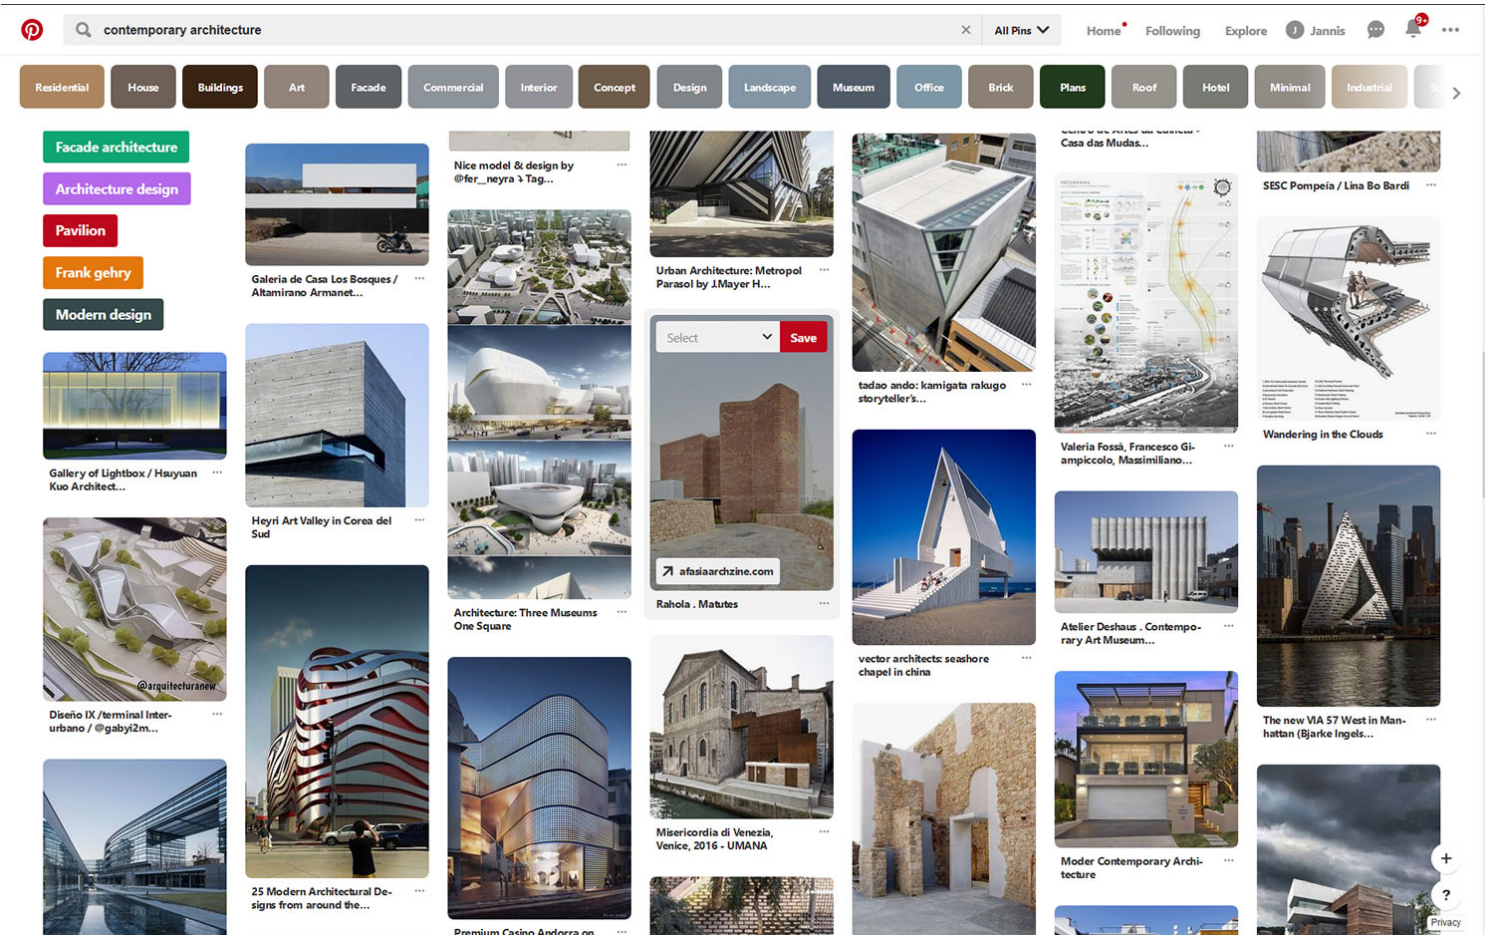 contemporary architecture
All Pins
Home
Following
Explore
J
Jannis
9+
Residential
House
Buildings
Art
Facade
Commercial
Interior
Concept
Design
Landscape
Museum
Office
Brick
Plans
Roof
Hotel
Minimal
Industrial
Facade architecture
Architecture design
Pavilion
Frank gehry
Modern design
Gallery of Lightbox / Hsuyuan
Kuo Architect...
@arquitecturanew
Diseño IX /terminal Inter-
urbano / @gabyi2m...
Galeria de Casa Los Bosques /
Altamirano Armanet...
Heyri Art Valley in Corea del
Sud
25 Modern Architectural De-
signs from around the...
Nice model & design by
@fer__neyra ⤵ Tag...
Architecture: Three Museums
One Square
Premium Casino Andorra on
Urban Architecture: Metropol
Parasol by J.Mayer H...
Select
Save
afasiaarchzine.com
Rahola . Matutes
Misericordia di Venezia,
Venice, 2016 - UMANA
tadao ando: kamigata rakugo
storyteller's...
vector architects: seashore
chapel in china
Centro de Artes da Calheta -
Casa das Mudas...
Valeria Fossà, Francesco Gi-
ampiccolo, Massimiliano...
Atelier Deshaus . Contempo-
rary Art Museum...
Moder Contemporary Archi-
tecture
SESC Pompeía / Lina Bo Bardi
Wandering in the Clouds
The new VIA 57 West in Man-
hattan (Bjarke Ingels...
+
?
Privacy